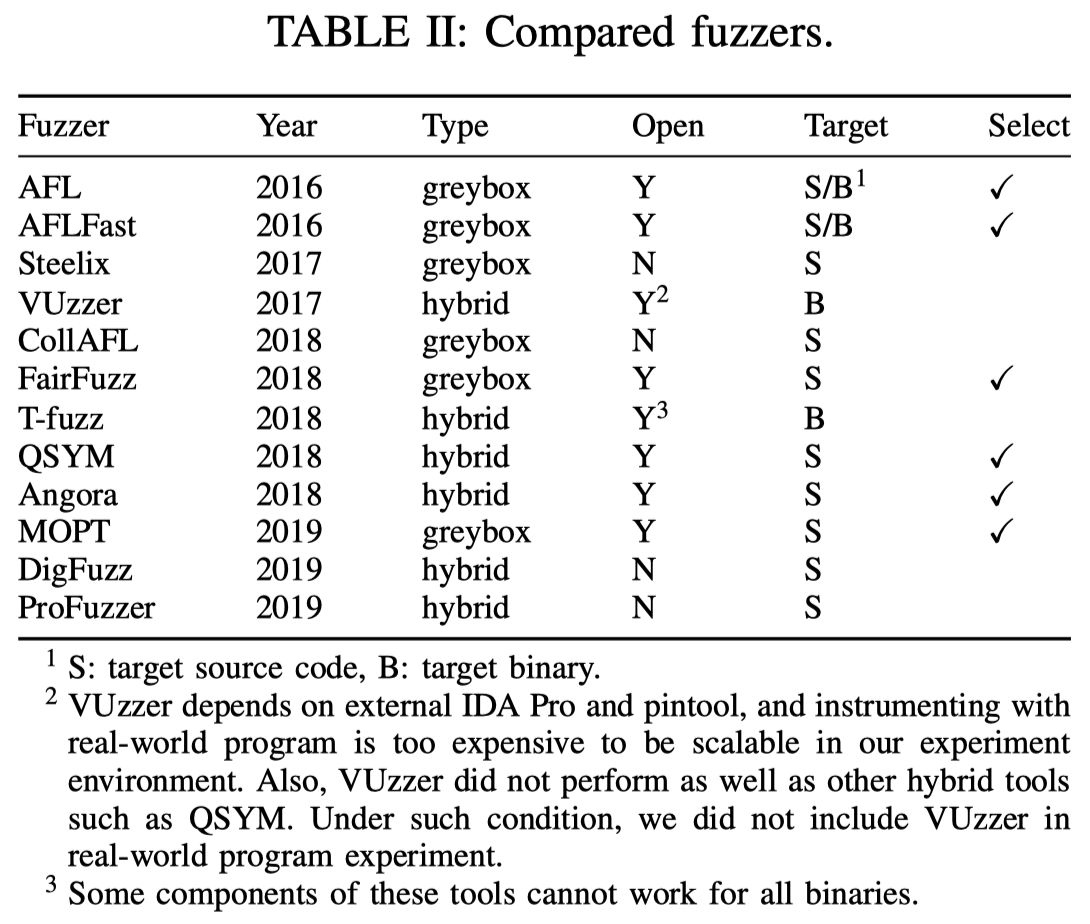 TABLE II: Compared fuzzers.
Fuzzer Year Type Open Target Select
AFL 2016 greybox Y S/B¹ ✓
AFLFast 2016 greybox Y S/B ✓
Steelix 2017 greybox N S
VUzzer 2017 hybrid Y² B
CollAFL 2018 greybox N S
FairFuzz 2018 greybox Y S ✓
T-fuzz 2018 hybrid Y³ B
QSYM 2018 hybrid Y S ✓
Angora 2018 hybrid Y S ✓
MOPT 2019 greybox Y S ✓
DigFuzz 2019 hybrid N S
ProFuzzer 2019 hybrid N S
¹ S: target source code, B: target binary.
² VUzzer depends on external IDA Pro and pintool, and instrumenting with
real-world program is too expensive to be scalable in our experiment
environment. Also, VUzzer did not perform as well as other hybrid tools
such as QSYM. Under such condition, we did not include VUzzer in
real-world program experiment.
³ Some components of these tools cannot work for all binaries.